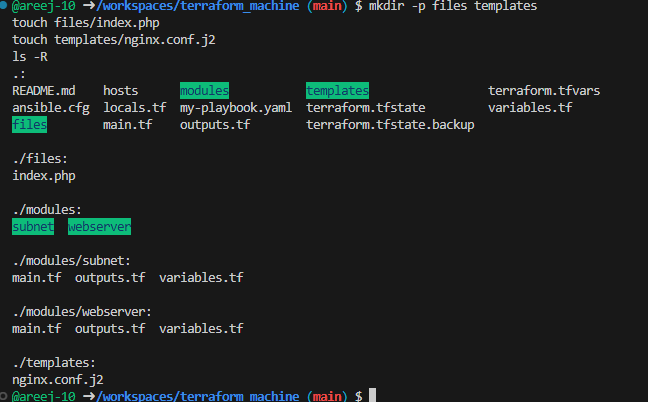 @areej-10 ➜/workspaces/terraform_machine (main) $ mkdir -p files templates
touch files/index.php
touch templates/nginx.conf.j2
ls -R
.:
README.md    hosts      modules           templates                 terraform.tfvars
ansible.cfg  locals.tf  my-playbook.yaml  terraform.tfstate         variables.tf
files        main.tf    outputs.tf        terraform.tfstate.backup

./files:
index.php

./modules:
subnet  webserver

./modules/subnet:
main.tf  outputs.tf  variables.tf

./modules/webserver:
main.tf  outputs.tf  variables.tf

./templates:
nginx.conf.j2
@areej-10 ➜/workspaces/terraform_machine (main) $